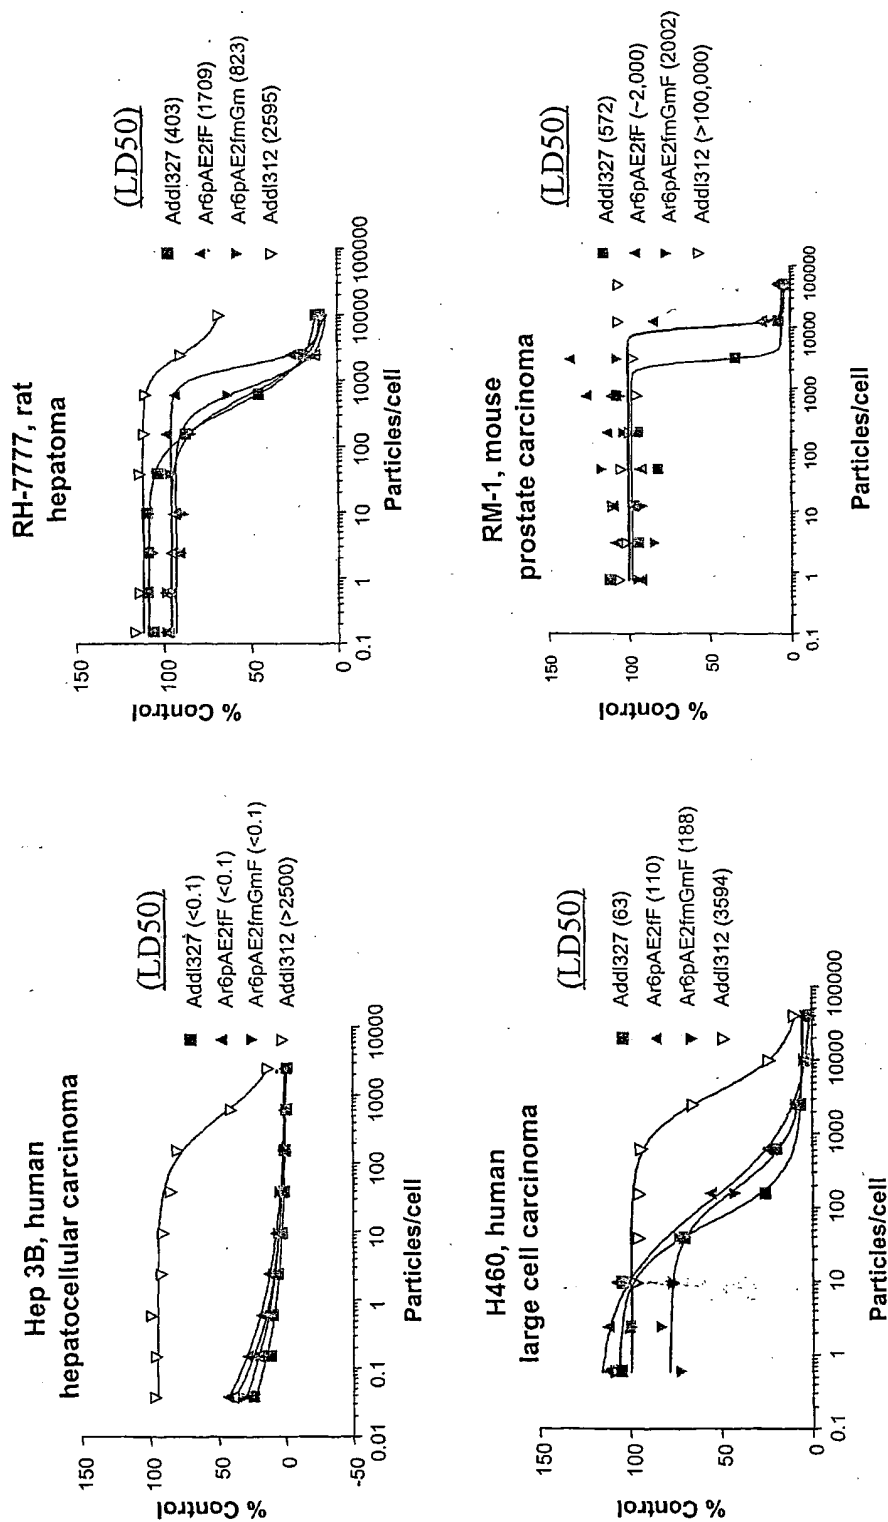 Hep 3B, human
hepatocellular carcinoma
% Control
150
100
50
0
-50
0.01
0.1
1
10
100
1000
10000
Particles/cell
(LD50)
Addl327 (<0.1)
Ar6pAE2fF (<0.1)
Ar6pAE2fmGmF (<0.1)
Addl312 (>2500)
RH-7777, rat
hepatoma
% Control
150
100
50
0
0.1
1
10
100
1000
10000
100000
Particles/cell
(LD50)
Addl327 (403)
Ar6pAE2fF (1709)
Ar6pAE2fmGm (823)
Addl312 (2595)
H460, human
large cell carcinoma
% Control
150
100
50
0
0.1
1
10
100
1000
10000
100000
Particles/cell
(LD50)
Addl327 (63)
Ar6pAE2fF (110)
Ar6pAE2fmGmF (188)
Addl312 (3594)
RM-1, mouse
prostate carcinoma
% Control
150
100
50
0
0.1
1
10
100
1000
10000
100000
Particles/cell
(LD50)
Addl327 (572)
Ar6pAE2fF (~2,000)
Ar6pAE2fmGmF (2002)
Addl312 (>100,000)